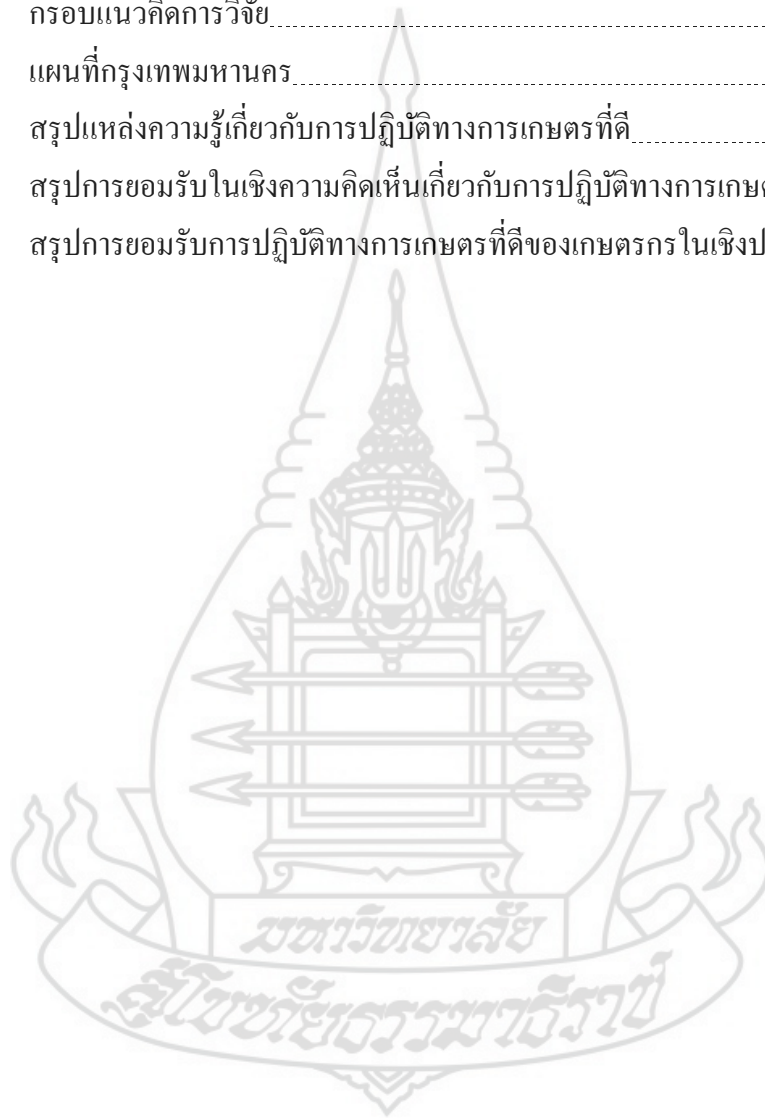 กรอบแนวคิดการวิจัย
แผนที่กรุงเทพมหานคร
สรุปแหล่งความรู้เกี่ยวกับการปฏิบัติทางการเกษตรที่ดี
สรุปการยอมรับในเชิงความคิดเห็นเกี่ยวกับการปฏิบัติทางการเกษต
สรุปการยอมรับการปฏิบัติทางการเกษตรที่ดีของเกษตรกรในเชิงป
มหาวิทยาลัย
สุโขทัยธรรมาธิราช